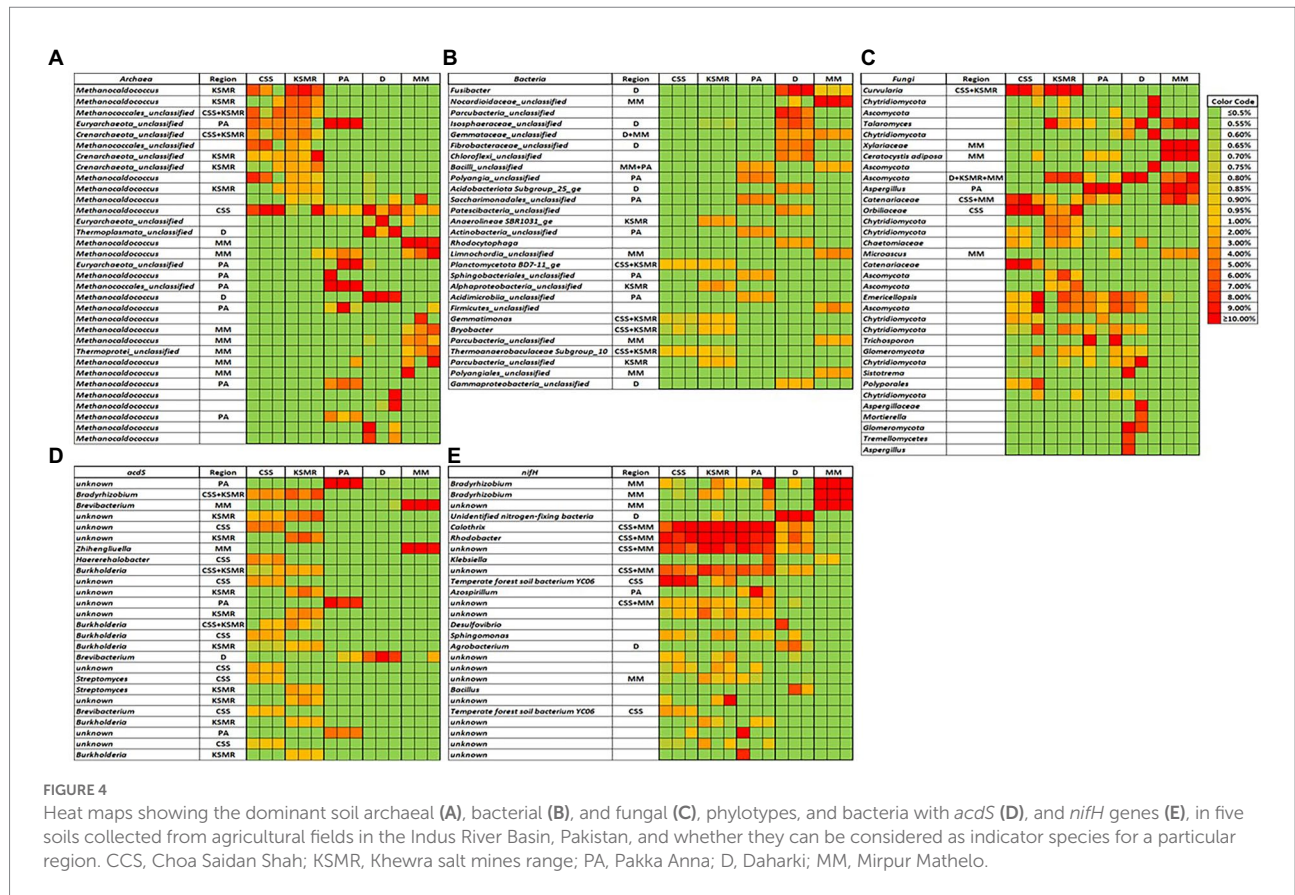 A
Archaea Region CSS KSMR PA D MM
Methanocaldococcus KSMR
Methanocaldococcus KSMR
Methanococcales_unclassified CSS+KSMR
Euryarchaeota_unclassified PA
Crenarchaeota_unclassified CSS+KSMR
Methanococcales_unclassified
Crenarchaeota_unclassified KSMR
Crenarchaeota_unclassified KSMR
Methanocaldococcus
Methanocaldococcus KSMR
Methanocaldococcus
Methanocaldococcus CSS
Euryarchaeota_unclassified
Thermoplasmata_unclassified D
Methanocaldococcus MM
Methanocaldococcus MM
Euryarchaeota_unclassified PA
Methanocaldococcus PA
Methanococcales_unclassified PA
Methanocaldococcus D
Methanocaldococcus PA
Methanocaldococcus
Methanocaldococcus MM
Methanocaldococcus MM
Thermoprotei_unclassified MM
Methanocaldococcus MM
Methanocaldococcus MM
Methanocaldococcus PA
Methanocaldococcus
Methanocaldococcus
Methanocaldococcus PA
Methanocaldococcus
Methanocaldococcus
B
Bacteria Region CSS KSMR PA D MM
Fusibacter D
Nocardioidaceae_unclassified MM
Parcubacteria_unclassified
Isosphaeraceae_unclassified D
Gemmataceae_unclassified D+MM
Fibrobacteraceae_unclassified D
Chloroflexi_unclassified
Bacilli_unclassified MM+PA
Polyangia_unclassified PA
Acidobacteriota Subgroup_25_ge D
Saccharimonadales_unclassified PA
Patescibacteria_unclassified
Anaerolineae SBR1031_ge KSMR
Actinobacteria_unclassified PA
Rhodocytophaga
Limnochordia_unclassified MM
Planctomycetota BD7-11_ge CSS+KSMR
Sphingobacteriales_unclassified PA
Alphaproteobacteria_unclassified KSMR
Acidimicrobiia_unclassified PA
Firmicutes_unclassified
Gemmatimonas CSS+KSMR
Bryobacter CSS+KSMR
Parcubacteria_unclassified MM
Thermoanaerobaculaceae Subgroup_10 CSS+KSMR
Parcubacteria_unclassified KSMR
Polyangiales_unclassified MM
Gammaproteobacteria_unclassified D
C
Fungi Region CSS KSMR PA D MM
Curvularia CSS+KSMR
Chytridiomycota
Ascomycota
Talaromyces
Chytridiomycota
Xylariaceae MM
Ceratocystis adiposa MM
Ascomycota
Ascomycota D+KSMR+MM
Aspergillus PA
Catenariaceae CSS+MM
Orbiliaceae CSS
Chytridiomycota
Chytridiomycota
Chaetomiaceae
Microascus MM
Catenariaceae
Ascomycota
Ascomycota
Emericellopsis
Ascomycota
Chytridiomycota
Chytridiomycota
Trichosporon
Glomeromycota
Chytridiomycota
Sistotrema
Polyporales
Chytridiomycota
Aspergillaceae
Mortierella
Glomeromycota
Tremellomycetes
Aspergillus
Color Code
≤0.5%
0.55%
0.60%
0.65%
0.70%
0.75%
0.80%
0.85%
0.90%
0.95%
1.00%
2.00%
3.00%
4.00%
5.00%
6.00%
7.00%
8.00%
9.00%
≥10.00%
D
acdS Region CSS KSMR PA D MM
unknown PA
Bradyrhizobium CSS+KSMR
Brevibacterium MM
unknown KSMR
unknown CSS
unknown KSMR
Zhihengliuella MM
Haererehalobacter CSS
Burkholderia CSS+KSMR
unknown CSS
unknown KSMR
unknown PA
unknown KSMR
Burkholderia CSS+KSMR
Burkholderia CSS
Burkholderia KSMR
Brevibacterium D
unknown CSS
Streptomyces CSS
Streptomyces KSMR
unknown KSMR
Brevibacterium CSS
Burkholderia KSMR
unknown PA
unknown CSS
Burkholderia KSMR
E
nifH Region CSS KSMR PA D MM
Bradyrhizobium MM
Bradyrhizobium MM
unknown MM
Unidentified nitrogen-fixing bacteria D
Calothrix CSS+MM
Rhodobacter CSS+MM
unknown CSS+MM
Klebsiella
unknown CSS+MM
Temperate forest soil bacterium YC06 CSS
Azospirillum PA
unknown CSS+MM
unknown
Desulfovibrio
Sphingomonas
Agrobacterium D
unknown
unknown
unknown MM
Bacillus
unknown
Temperate forest soil bacterium YC06 CSS
unknown
unknown
unknown
unknown
FIGURE 4
Heat maps showing the dominant soil archaeal (A), bacterial (B), and fungal (C), phylotypes, and bacteria with acdS (D), and nifH genes (E), in five
soils collected from agricultural fields in the Indus River Basin, Pakistan, and whether they can be considered as indicator species for a particular
region. CCS, Choa Saidan Shah; KSMR, Khewra salt mines range; PA, Pakka Anna; D, Daharki; MM, Mirpur Mathelo.